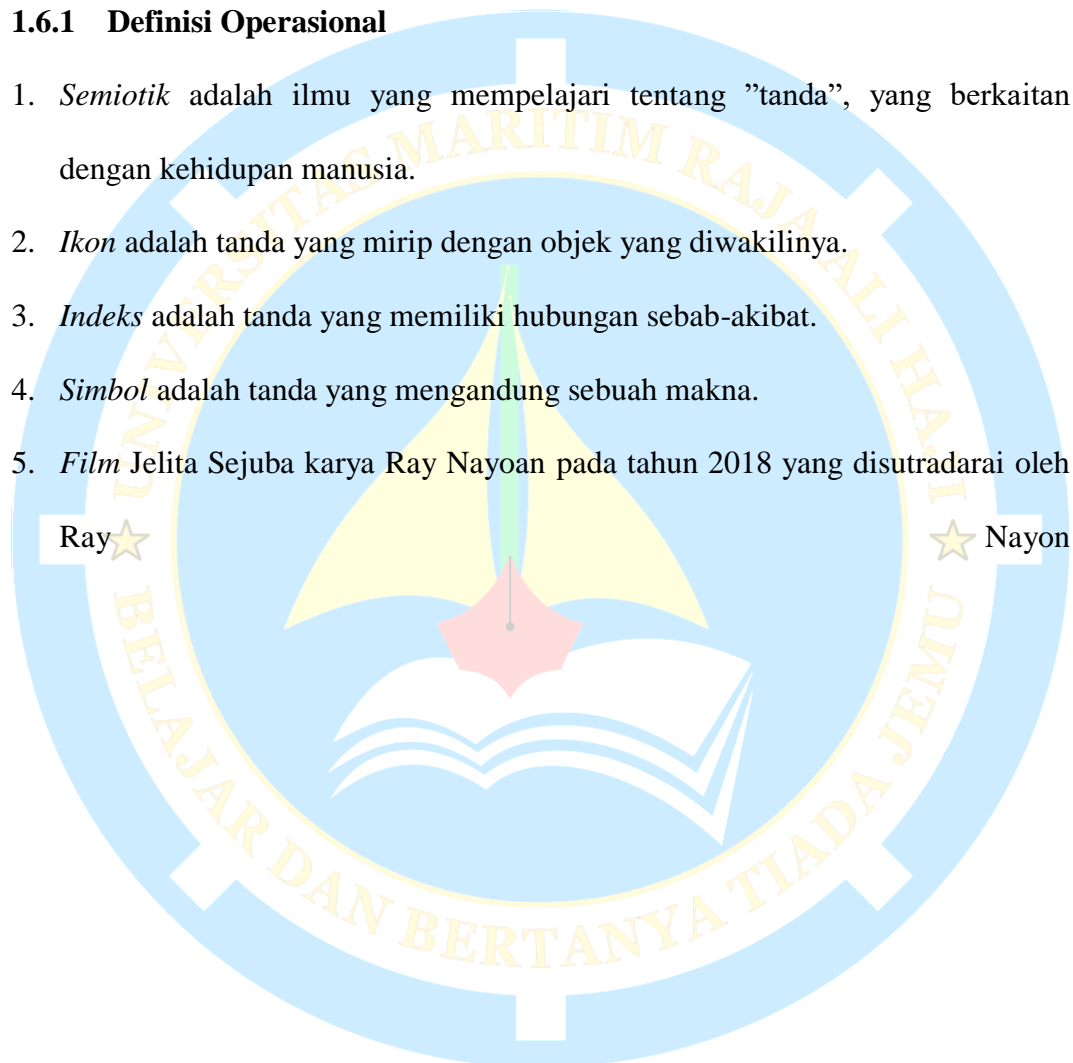 1.6.1 Definisi Operasional
1. Semiotik adalah ilmu yang mempelajari tentang ”tanda”, yang berkaitan
dengan kehidupan manusia.
2. Ikon adalah tanda yang mirip dengan objek yang diwakilinya.
3. Indeks adalah tanda yang memiliki hubungan sebab-akibat.
4. Simbol adalah tanda yang mengandung sebuah makna.
5. Film Jelita Sejuba karya Ray Nayoan pada tahun 2018 yang disutradarai oleh
Ray Nayon
UNIVERSITAS MARITIM RAJA ALI HAJI
BELAJAR DAN BERTANYA TIADA JEMU